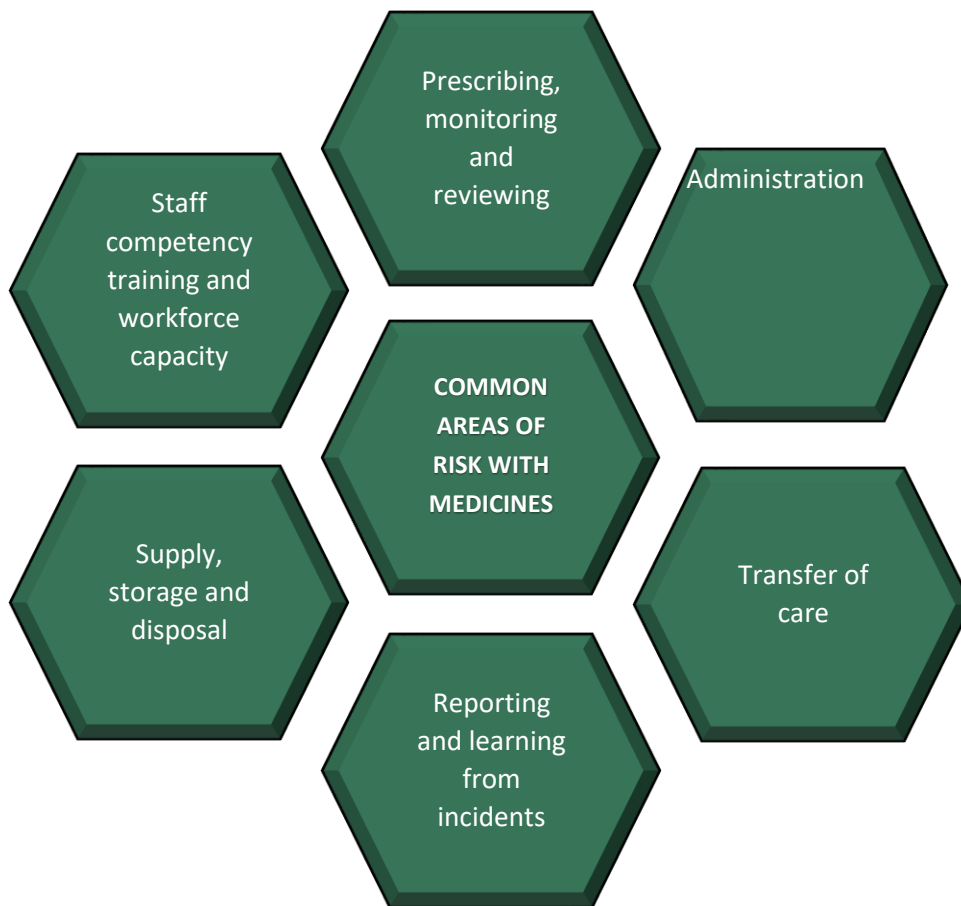 Prescribing,
monitoring
and
reviewing
Administration
Staff
competency
training and
workforce
capacity
COMMON
AREAS OF
RISK WITH
MEDICINES
Supply,
storage and
disposal
Transfer of
care
Reporting
and learning
from
incidents